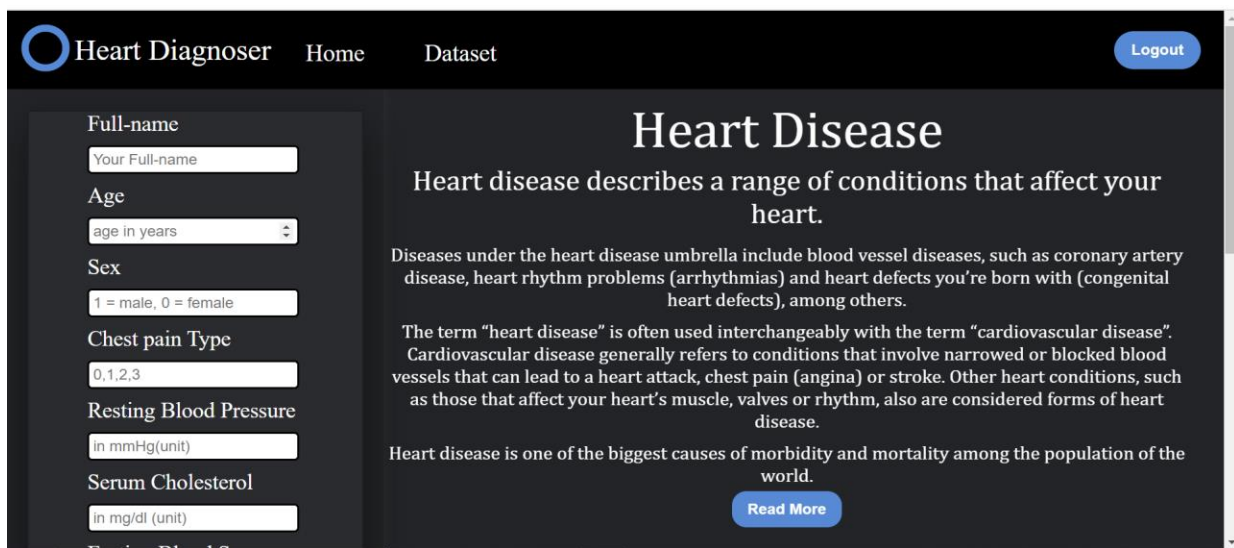 Heart Diagnoser Home Dataset Logout
Full-name
Your Full-name
Age
age in years
Sex
1 = male, 0 = female
Chest pain Type
0,1,2,3
Resting Blood Pressure
in mmHg(unit)
Serum Cholesterol
in mg/dl (unit)
Heart Disease
Heart disease describes a range of conditions that affect your
heart.
Diseases under the heart disease umbrella include blood vessel diseases, such as coronary artery
disease, heart rhythm problems (arrhythmias) and heart defects you’re born with (congenital
heart defects), among others.
The term “heart disease” is often used interchangeably with the term “cardiovascular disease”.
Cardiovascular disease generally refers to conditions that involve narrowed or blocked blood
vessels that can lead to a heart attack, chest pain (angina) or stroke. Other heart conditions, such
as those that affect your heart’s muscle, valves or rhythm, also are considered forms of heart
disease.
Heart disease is one of the biggest causes of morbidity and mortality among the population of the
world.
Read More